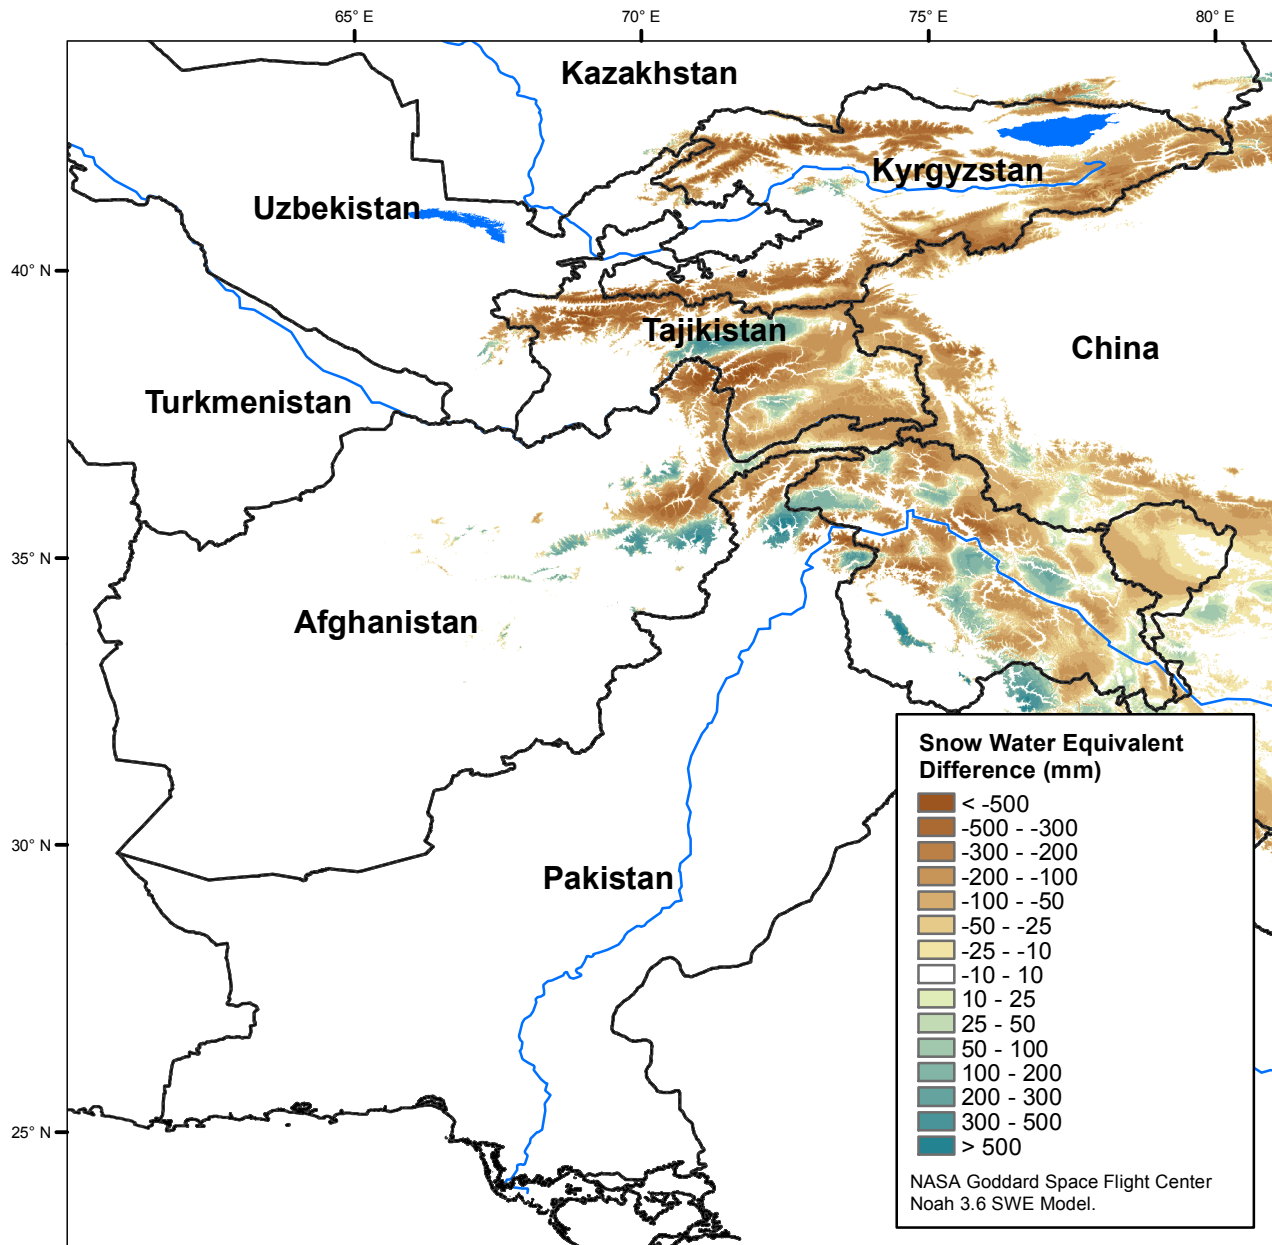 65° E
70° E
75° E
80° E
Kazakhstan
Kyrgyzstan
Uzbekistan
40° N
Tajikistan
China
Turkmenistan
35° N
Afghanistan
Snow Water Equivalent
Difference (mm)
< -500
-500 - -300
-300 - -200
-200 - -100
-100 - -50
-50 - -25
-25 - -10
-10 - 10
10 - 25
25 - 50
50 - 100
100 - 200
200 - 300
300 - 500
> 500
30° N
Pakistan
25° N
NASA Goddard Space Flight Center
Noah 3.6 SWE Model.